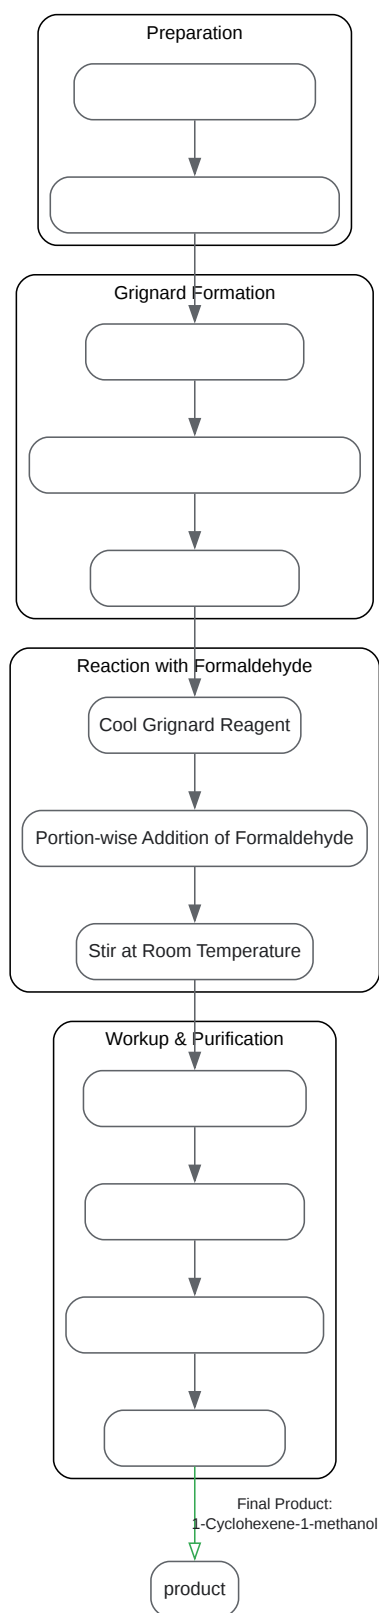 Preparation
Grignard Formation
Reaction with Formaldehyde
Cool Grignard Reagent
Portion-wise Addition of Formaldehyde
Stir at Room Temperature
Workup & Purification
Final Product:
1-Cyclohexene-1-methanol
product